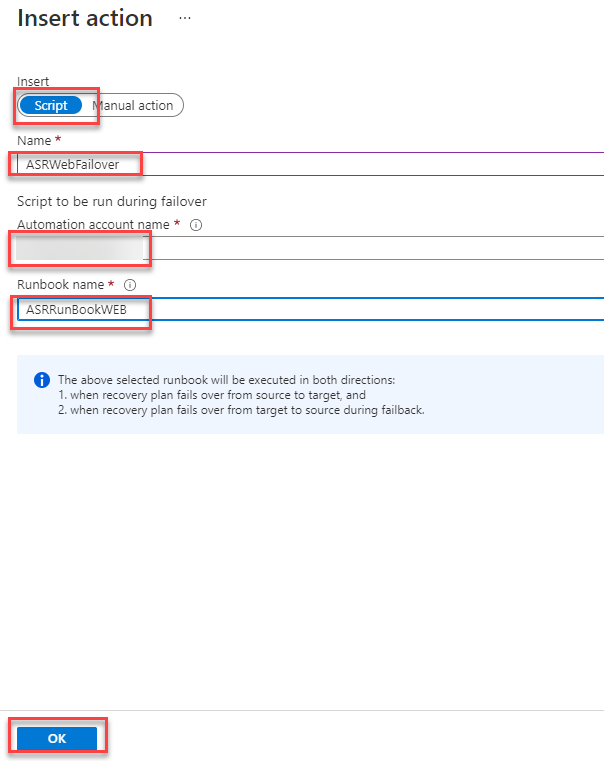 Insert action ...
Insert
Script Manual action
Name *
ASRWebFailover
Script to be run during failover
Automation account name *
Runbook name *
ASRRunBookWEB
The above selected runbook will be executed in both directions:
1. when recovery plan fails over from source to target, and
2. when recovery plan fails over from target to source during failback.
OK